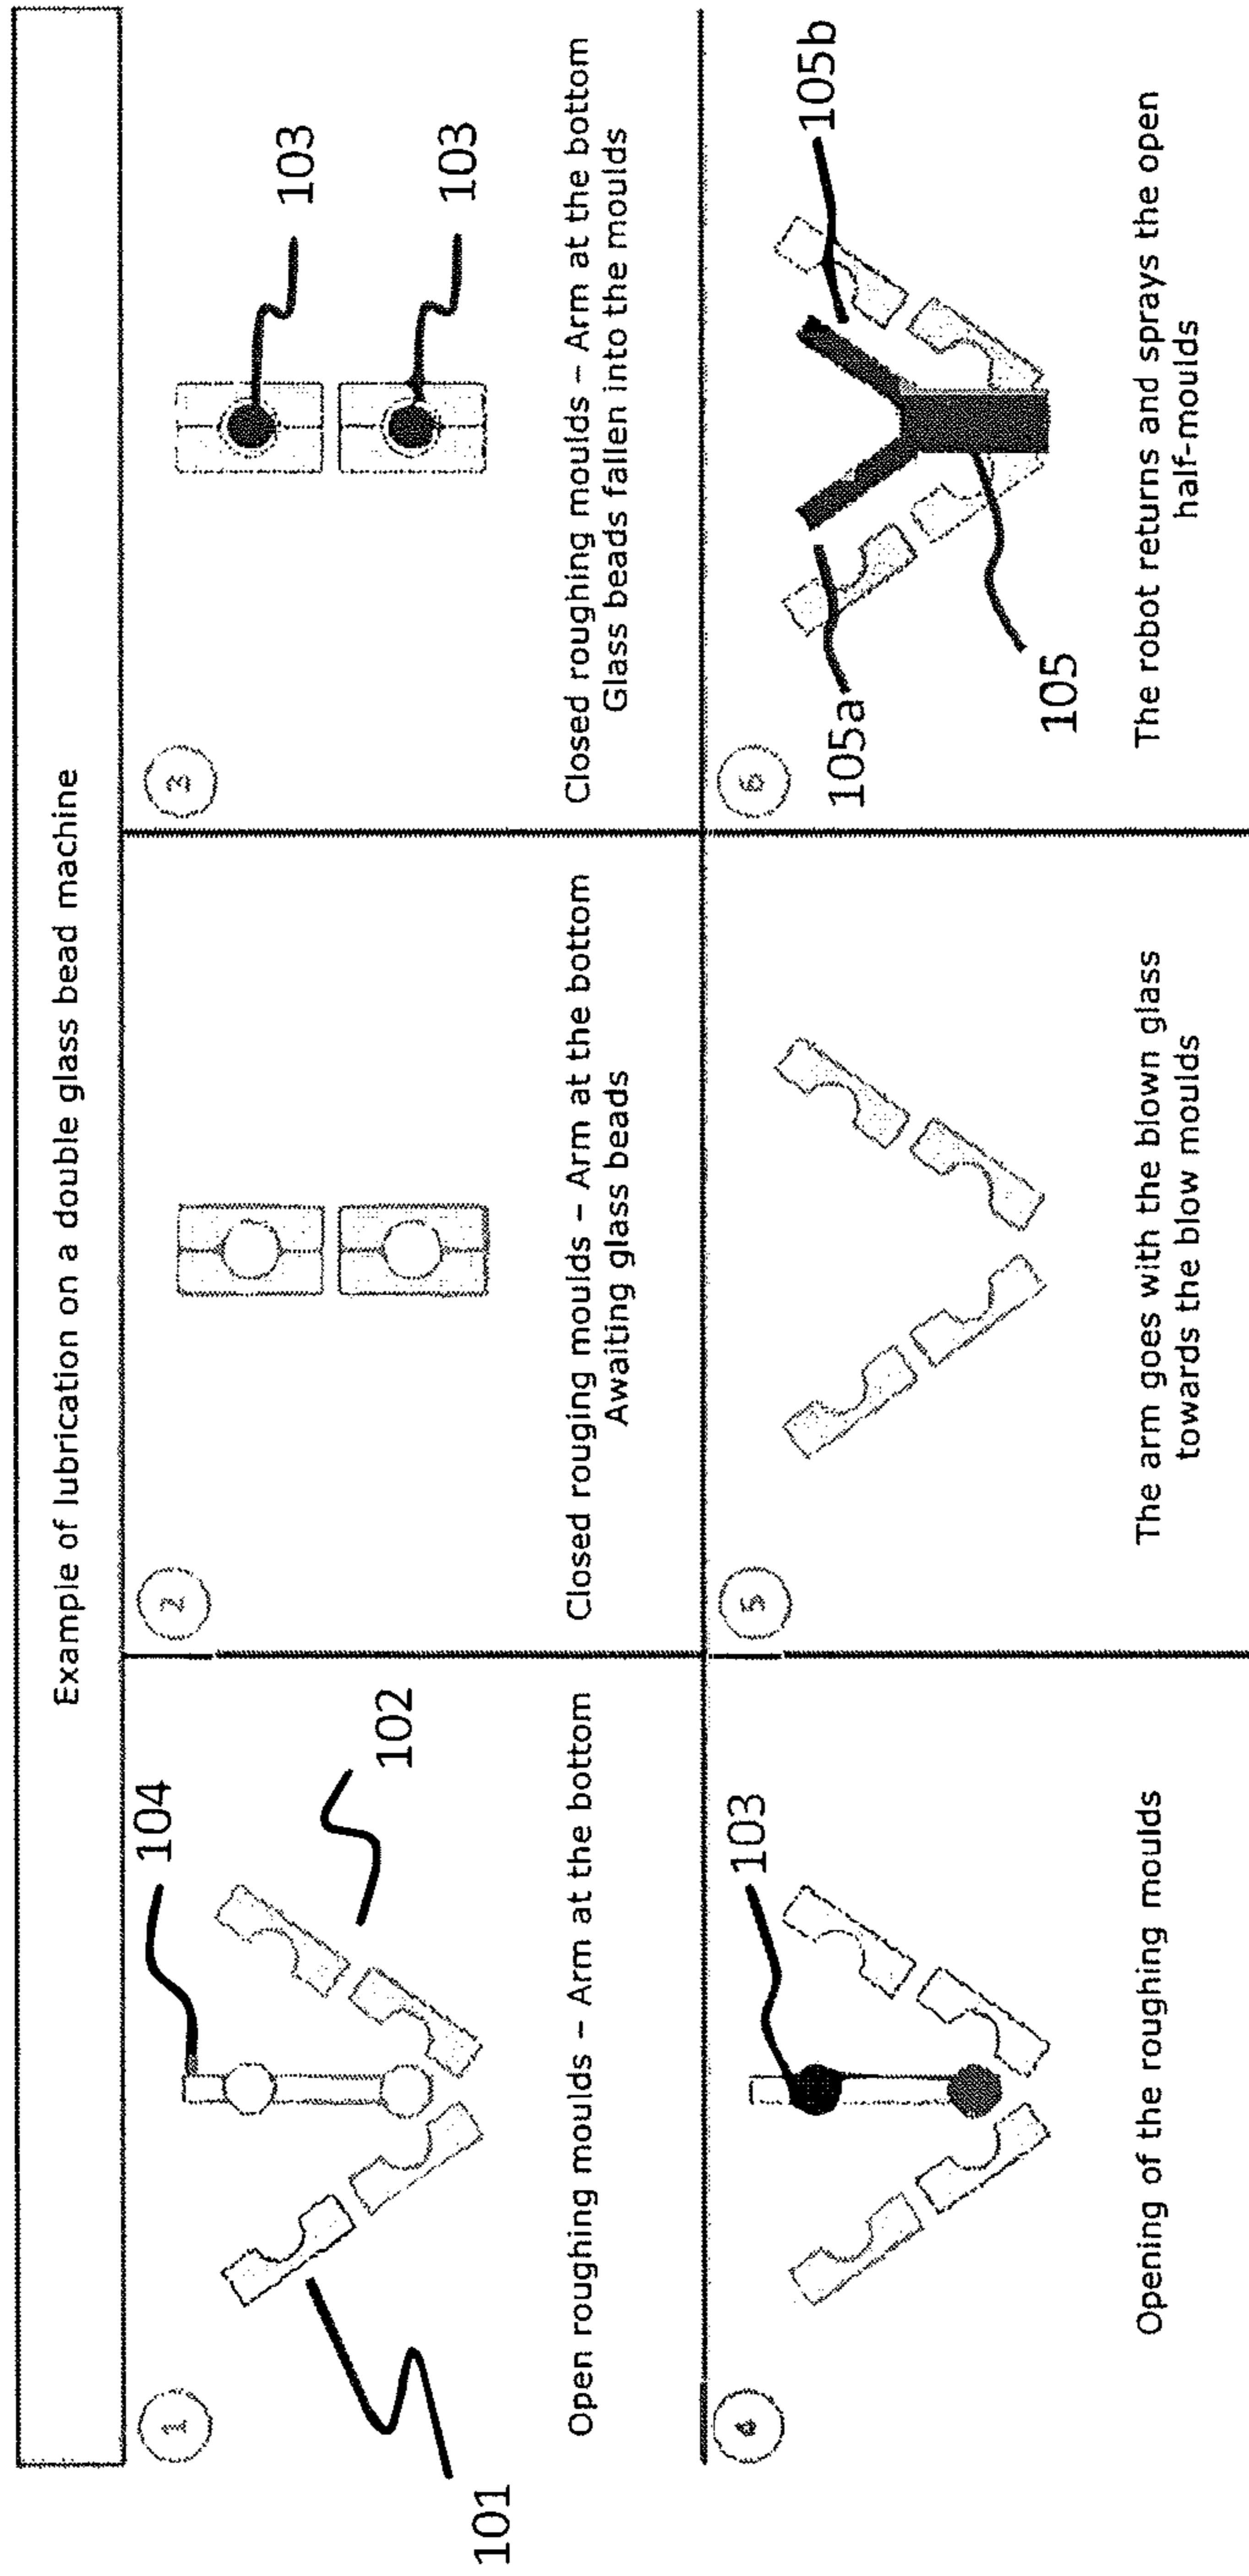 Example of lubrication on a double glass bead machine
1
104
102
101
Open roughing moulds – Arm at the bottom
2
Closed rouging moulds – Arm at the bottom
Awaiting glass beads
3
103
103
Closed roughing moulds – Arm at the bottom
Glass beads fallen into the moulds
4
103
Opening of the roughing moulds
5
The arm goes with the blown glass
towards the blow moulds
6
105b
105a
105
The robot returns and sprays the open
half-moulds